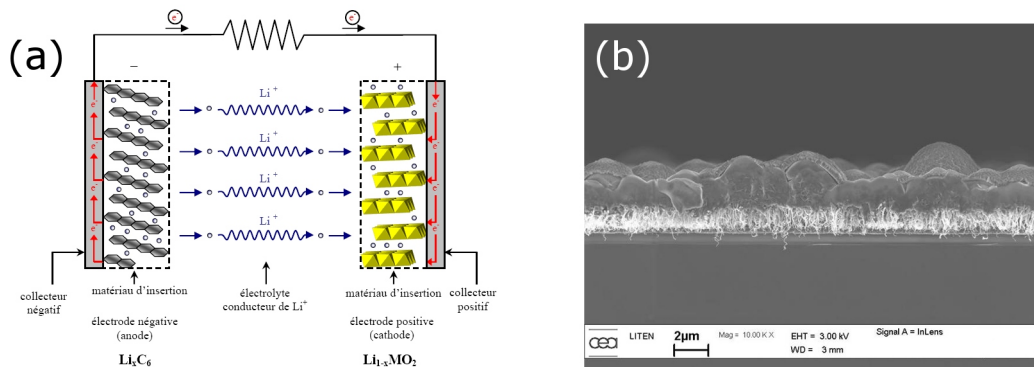 (a)
e-
e-
−
+
e-
e-
e-
e-
e-
e-
e-
e-
Li +
Li +
Li +
Li +
collecteur
négatif
matériau d'insertion
électrolyte
conducteur de Li+
matériau d'insertion
collecteur
positif
électrode négative
(anode)
électrode positive
(cathode)
LixC6
Li1-xMO2
(b)
cea
LITEN
2µm
Mag = 10.00 K X
EHT = 3.00 kV
WD = 3 mm
Signal A = InLens